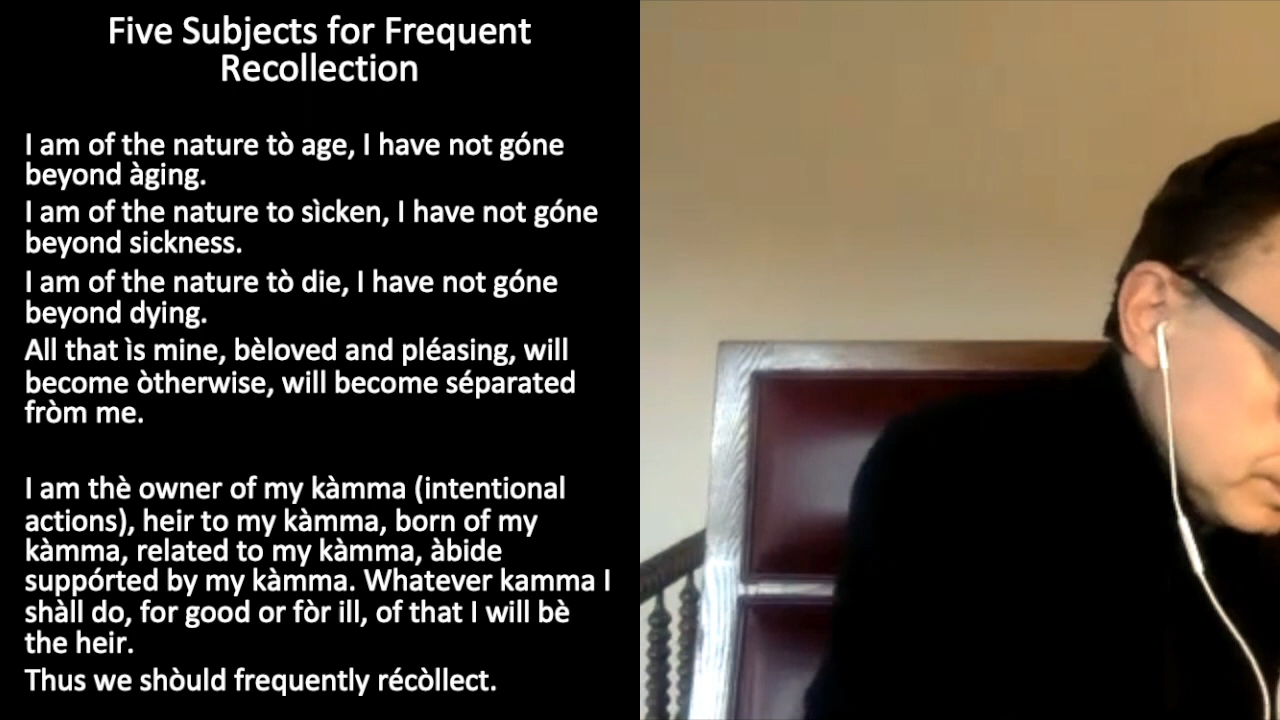 Five Subjects for Frequent
Recollection
I am of the nature tò age, I have not góne
beyond àging.
I am of the nature to sìcken, I have not góne
beyond sickness.
I am of the nature tò die, I have not góne
beyond dying.
All that ìs mine, bèloved and pléasing, will
become òtherwise, will become séparated
fròm me.
I am thè owner of my kàmma (intentional
actions), heir to my kàmma, born of my
kàmma, related to my kàmma, àbide
suppórted by my kàmma. Whatever kamma I
shàll do, for good or fòr ill, of that I will bè
the heir.
Thus we shòuld frequently récòllect.